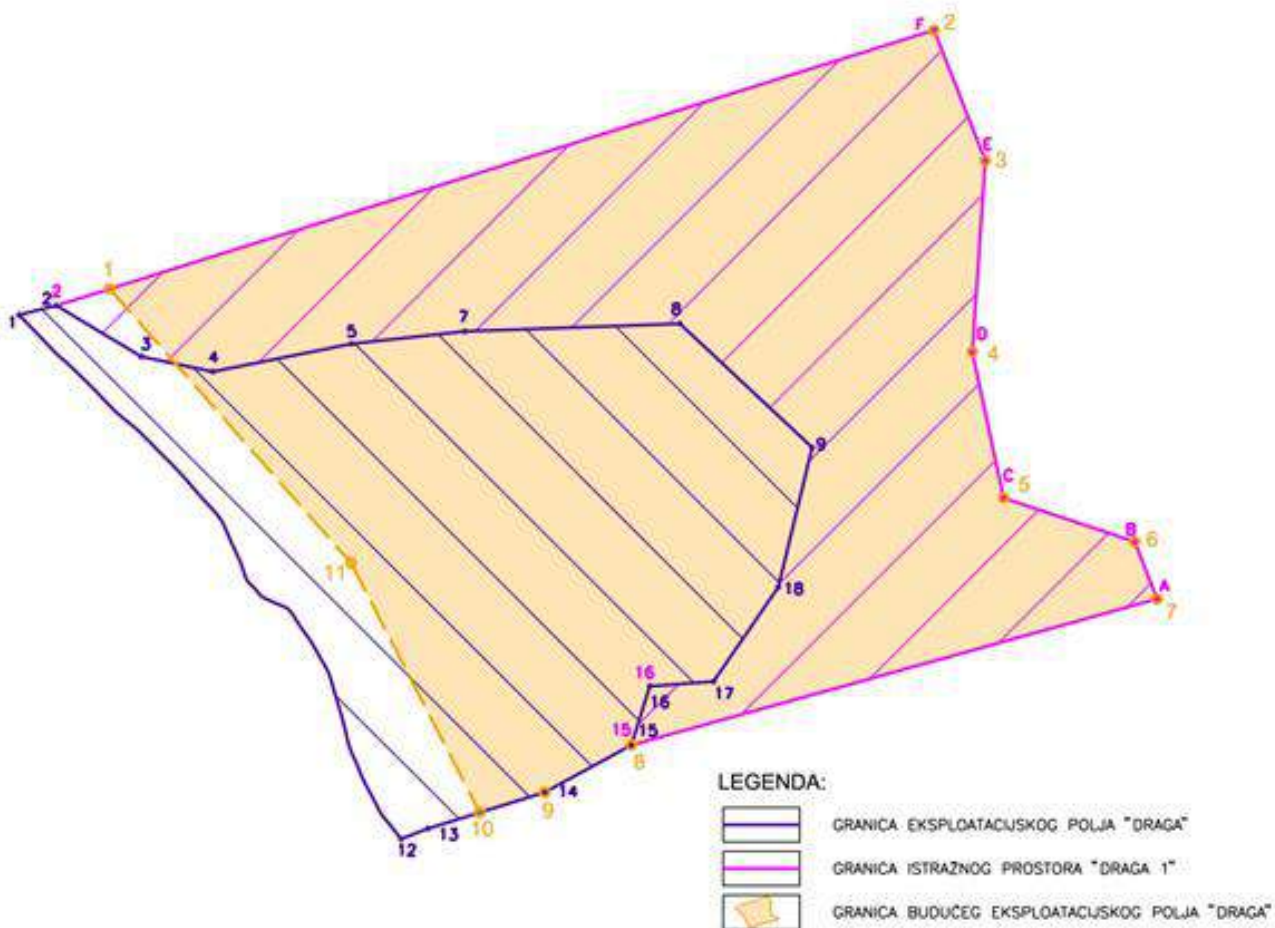 F 2
E 3
1
2 2
1
8
7
5
3
4
D 4
9
C 5
B 6
11
18
A 7
16
17
16
15 15
8
14
9
13
10
12
LEGENDA:
GRANICA EKSPLOATACIJSKOG POLJA "DRAGA"
GRANICA ISTRAŽNOG PROSTORA "DRAGA 1"
GRANICA BUDUĆEG EKSPLOATACIJSKOG POLJA "DRAGA"